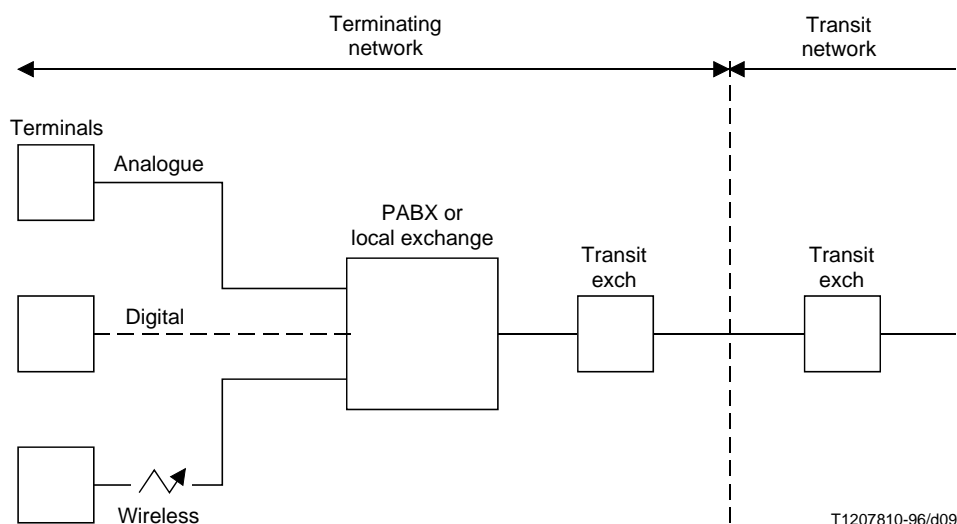 Terminating
network
Transit
network
Terminals
Analogue
PABX or
local exchange
Transit
exch
Transit
exch
Digital
Wireless
T1207810-96/d09